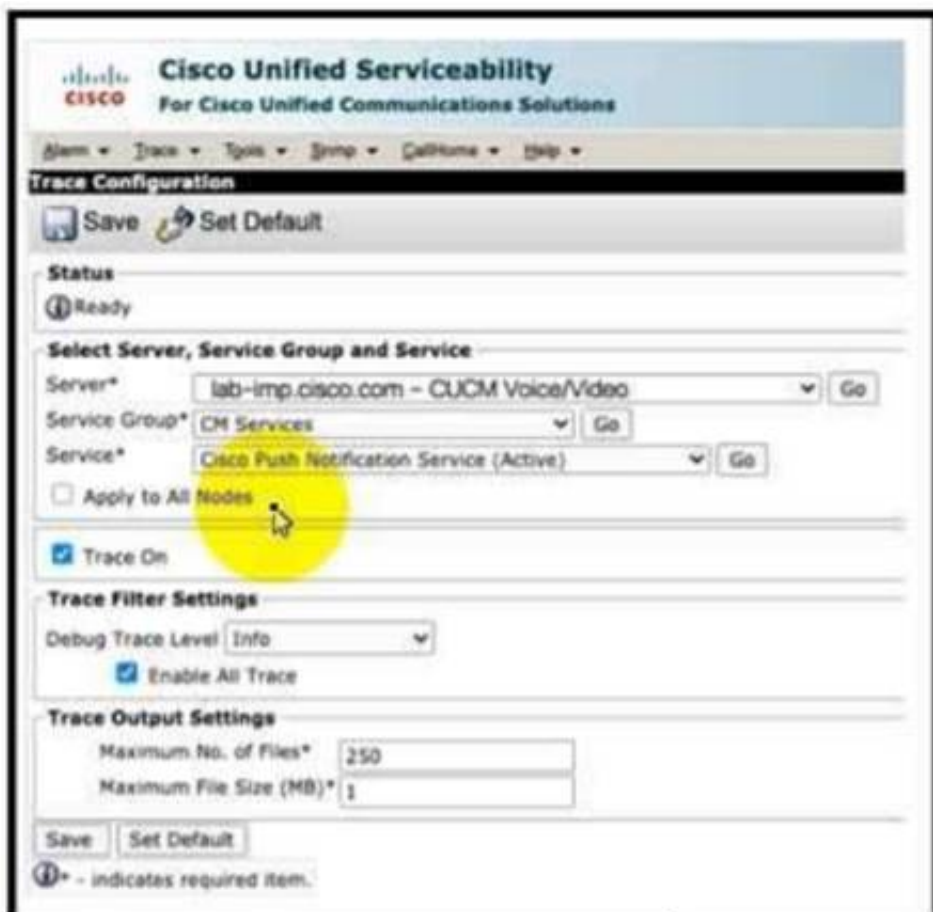 Cisco Unified Serviceability
CISCO
For Cisco Unified Communications Solutions
Alarm Trace Tools Snmp CallHome Help
Trace Configuration
Save Set Default
Status
Ready
Select Server, Service Group and Service
Server* lab-imp.cisco.com – CUCM Voice/Video Go
Service Group* CM Services Go
Service* Cisco Push Notification Service (Active) Go
Apply to All Nodes
Trace On
Trace Filter Settings
Debug Trace Level Info
Enable All Trace
Trace Output Settings
Maximum No. of Files* 250
Maximum File Size (MB)* 1
Save Set Default
* - indicates required item.